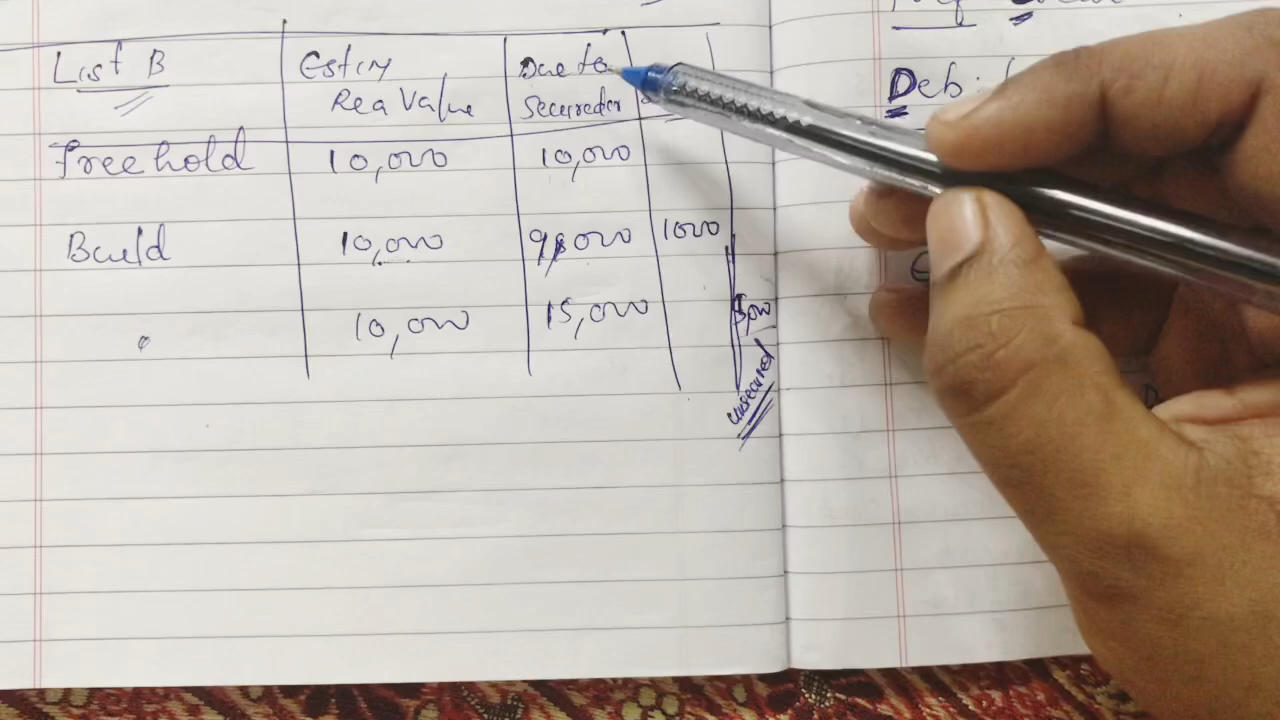 List B
Estim
Rea Value
Due to
Secured cr
Freehold 10,000 10,000
Build 10,000 9,000 1000
10,000 15,000 5,000
unsecured
Deb